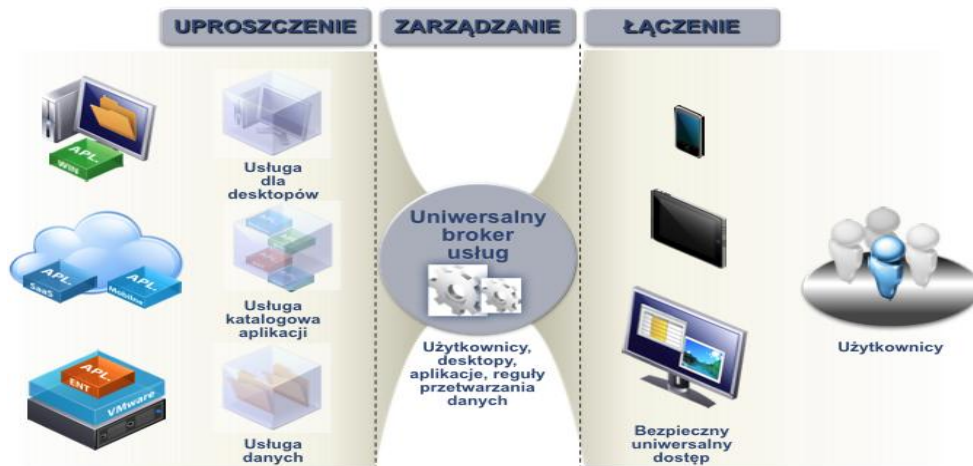 UPROSZCZENIE
ZARZĄDZANIE
ŁĄCZENIE
APL.
WIN
Usługa
dla
desktopów
APL.
SaaS
APL.
Mobilne
Usługa
katalogowa
aplikacji
APL.
ENT
VMware
Usługa
danych
Uniwersalny
broker
usług
Użytkownicy,
desktopy,
aplikacje, reguły
przetwarzania
danych
Bezpieczny
uniwersalny
dostęp
Użytkownicy